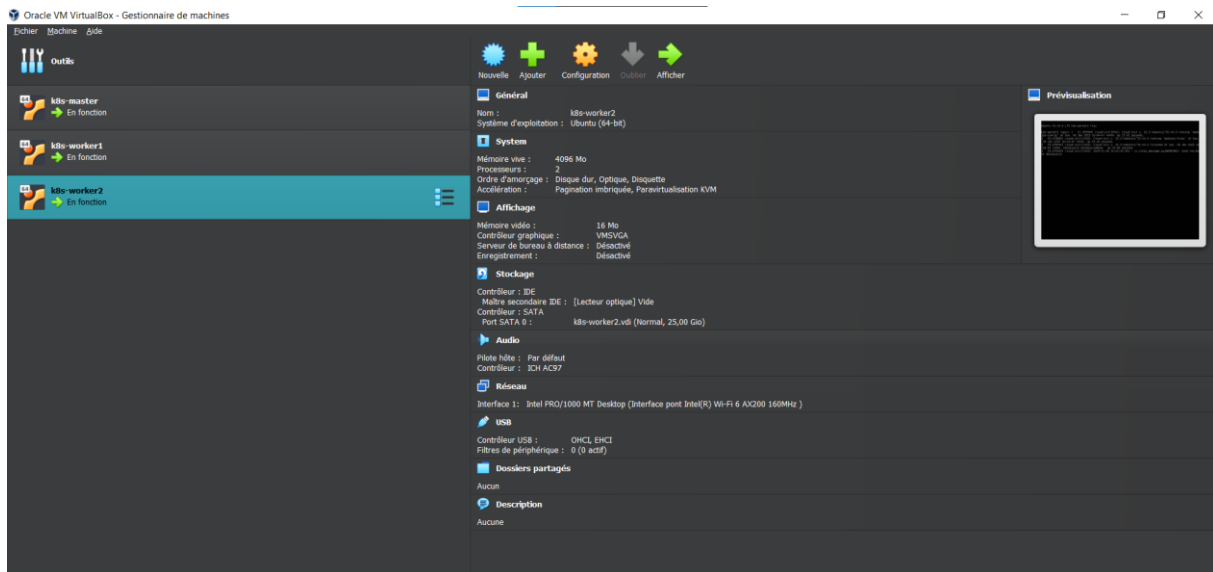 Oracle VM VirtualBox - Gestionnaire de machines
Fichier Machine Aide
Outils
k8s-master
En fonction
k8s-worker1
En fonction
k8s-worker2
En fonction
Nouvelle Ajouter Configuration Oublier Afficher
Général
Nom : k8s-worker2
Système d'exploitation : Ubuntu (64-bit)
System
Mémoire vive : 4096 Mo
Processeurs : 2
Ordre d'amorçage : Disque dur, Optique, Disquette
Accélération : Pagination imbriquée, Paravirtualisation KVM
Affichage
Mémoire vidéo : 16 Mo
Contrôleur graphique : VMSVGA
Serveur de bureau à distance : Désactivé
Enregistrement : Désactivé
Stockage
Contrôleur : IDE
Maître secondaire IDE : [Lecteur optique] Vide
Contrôleur : SATA
Port SATA 0 : k8s-worker2.vdi (Normal, 25,00 Gio)
Audio
Pilote hôte : Par défaut
Contrôleur : ICH AC97
Réseau
Interface 1: Intel PRO/1000 MT Desktop (Interface pont Intel(R) Wi-Fi 6 AX200 160MHz )
USB
Contrôleur USB : OHCI, EHCI
Filtres de périphérique : 0 (0 actif)
Dossiers partagés
Aucun
Description
Aucune
Prévisualisation